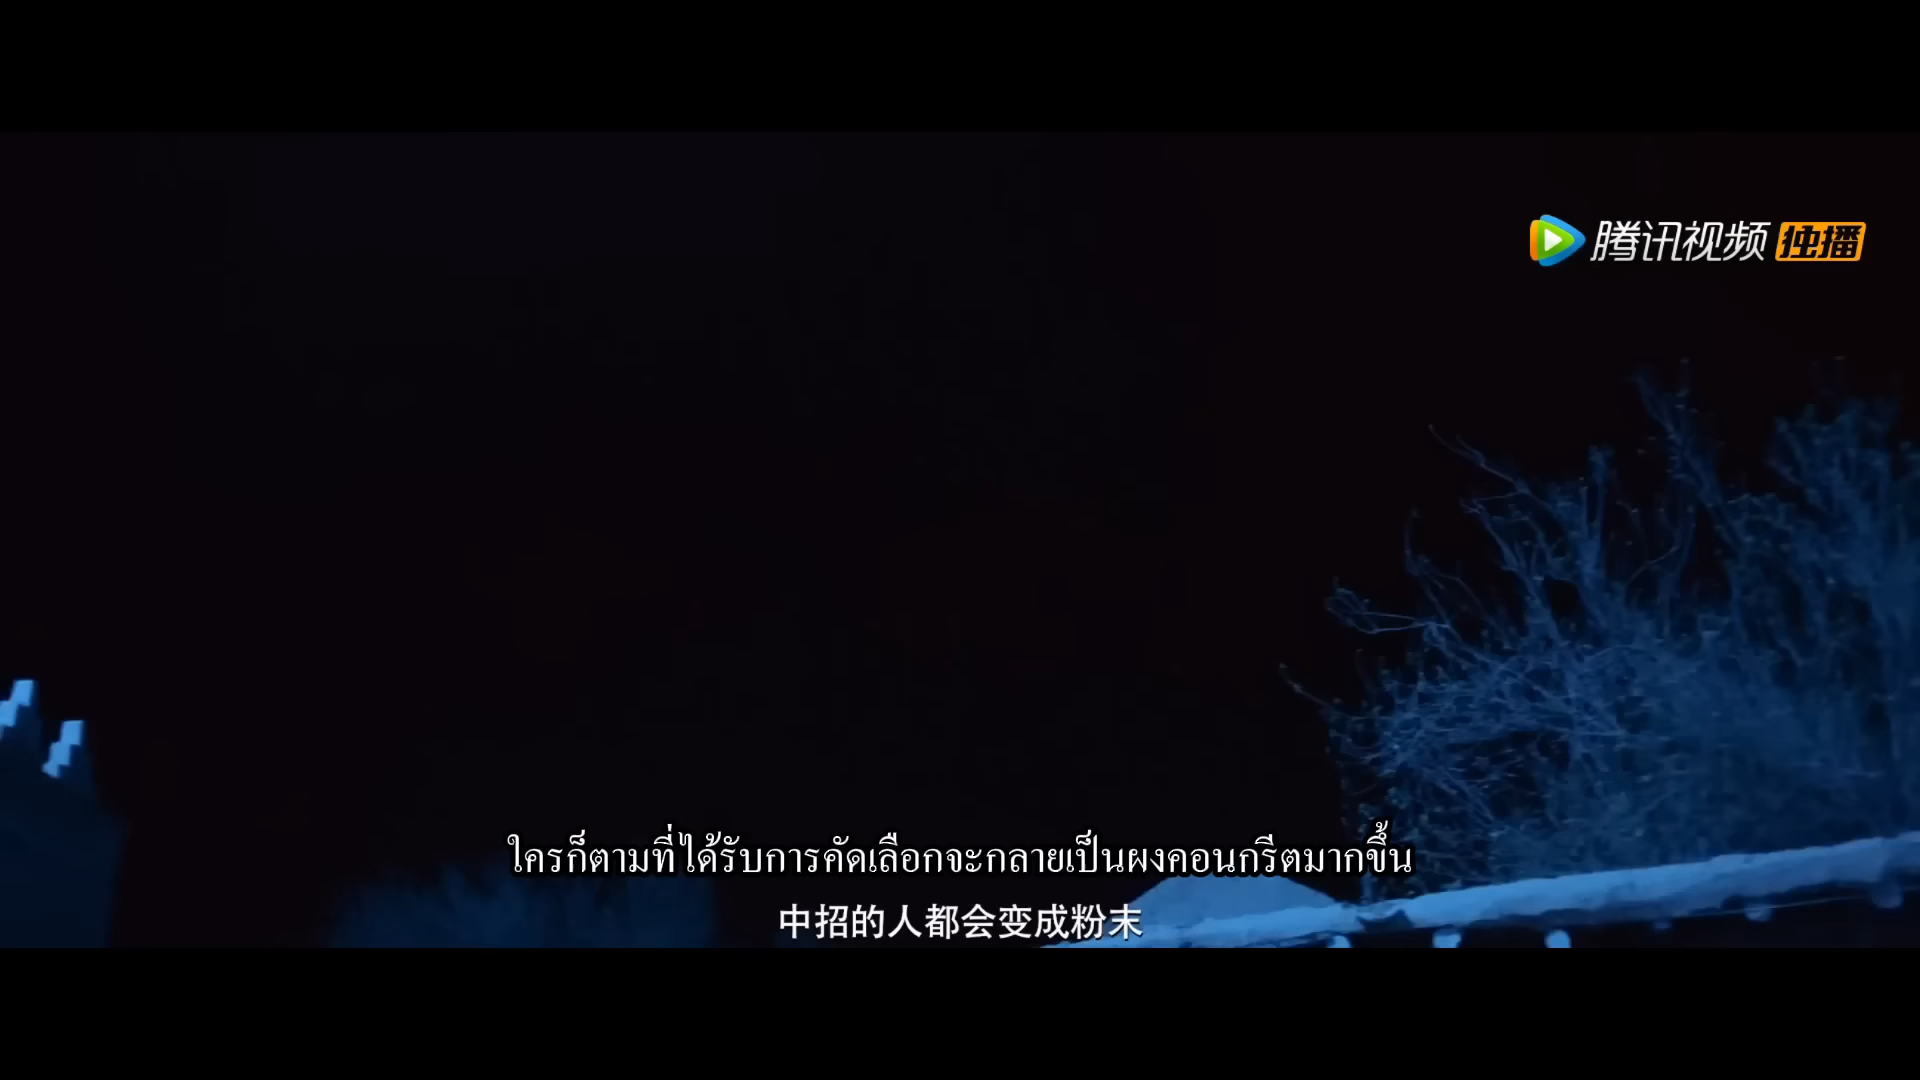 腾讯视频 独播
ใครก็ตามที่ได้รับการคัดเลือกจะกลายเป็นผงคอนกรีตมากขึ้น
中招的人都会变成粉末